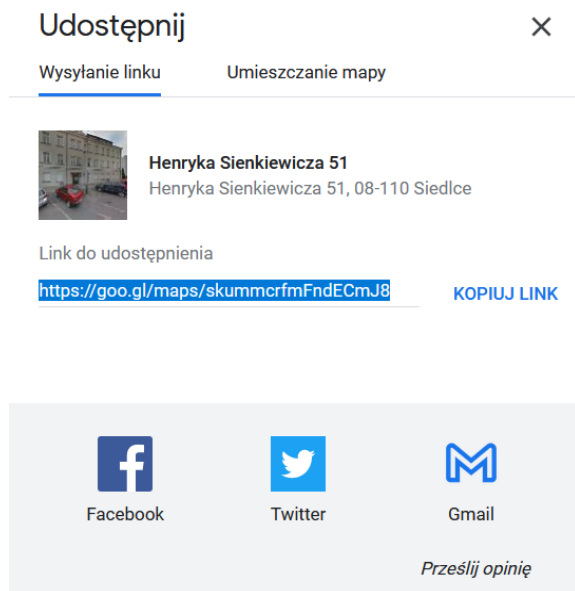 Udostępnij
Wysyłanie linku
Umieszczanie mapy
Henryka Sienkiewicza 51
Henryka Sienkiewicza 51, 08-110 Siedlce
Link do udostępnienia
https://goo.gl/maps/skummcrfmFndECmJ8
KOPIUJ LINK
Facebook
Twitter
Gmail
Prześlij opinię